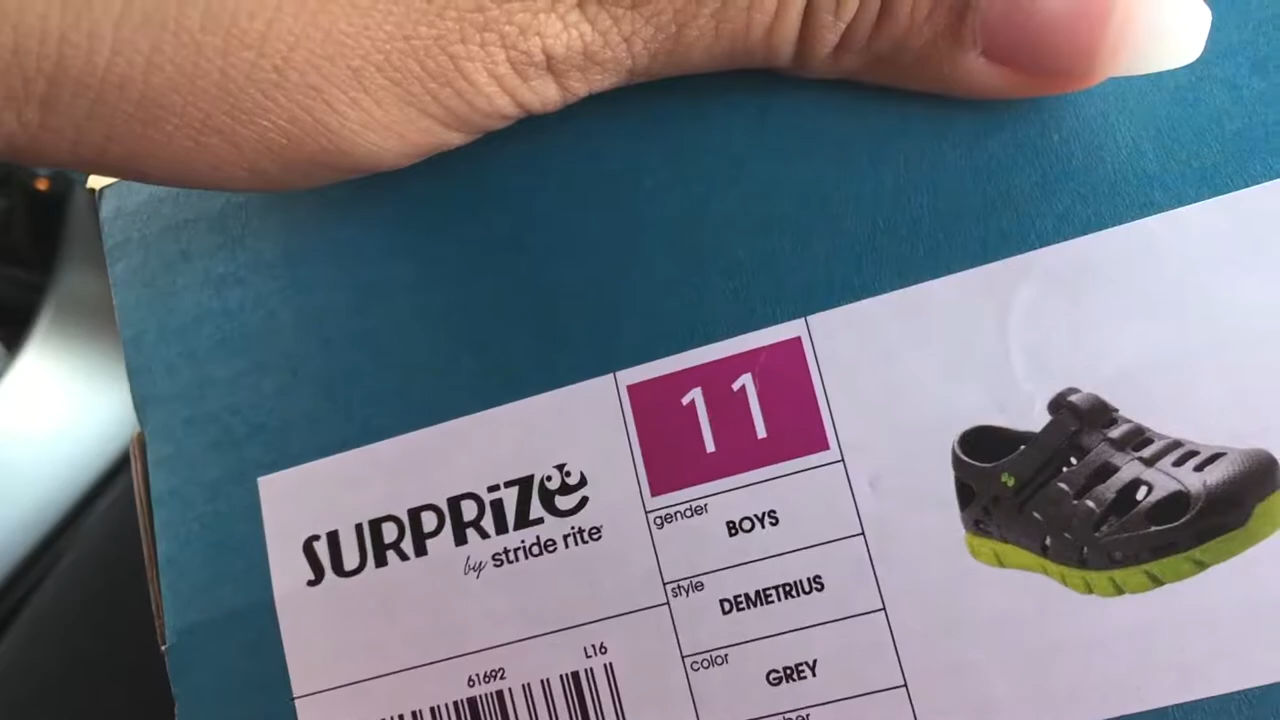 11
SURPRiZE
by stride rite
gender
BOYS
style
DEMETRIUS
color
GREY
61692
L16